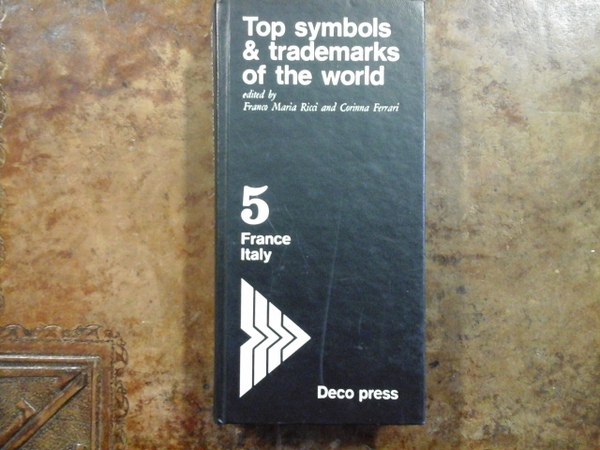 Top symbols
& trademarks
of the world
edited by
Franco Maria Ricci and Corinna Ferrari
5
France
Italy
Deco press